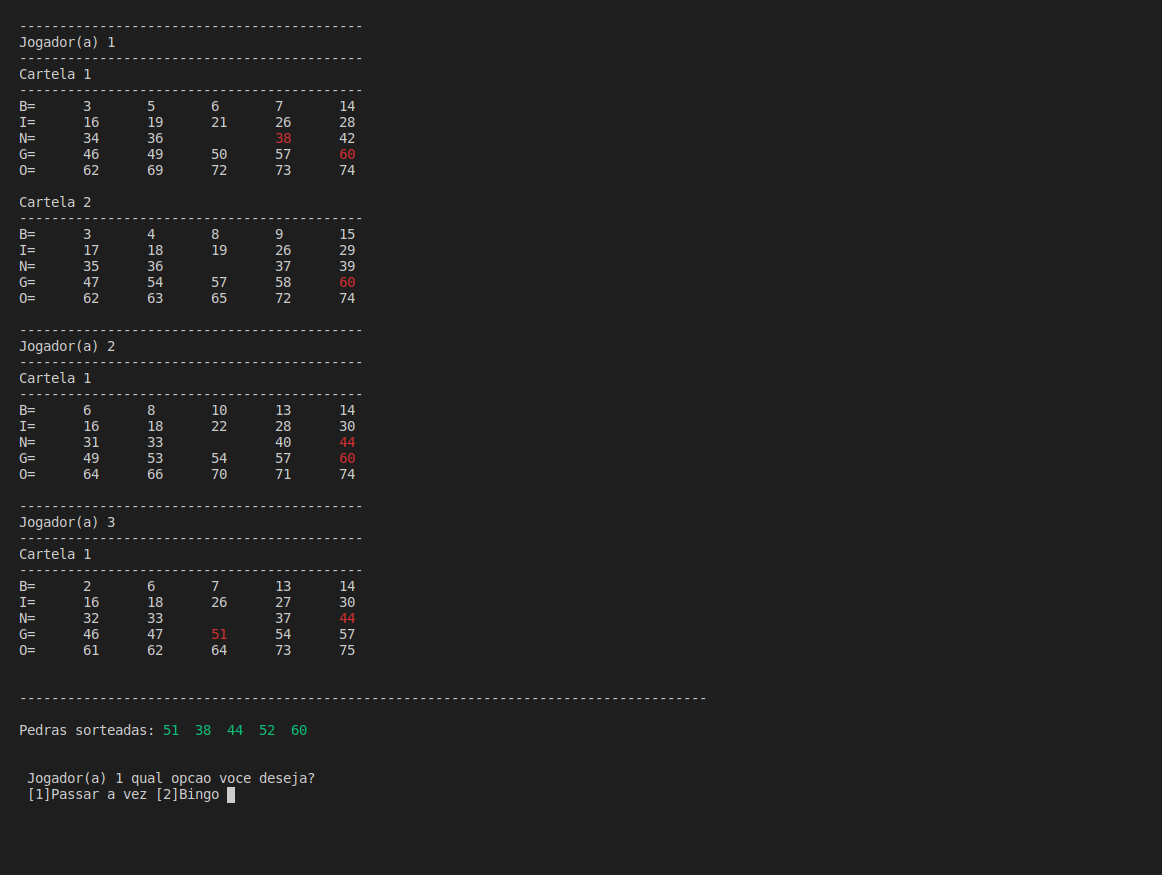 -------------------------------------------
Jogador(a) 1
-------------------------------------------
Cartela 1
-------------------------------------------
B= 3 5 6 7 14
I= 16 19 21 26 28
N= 34 36 38 42
G= 46 49 50 57 60
O= 62 69 72 73 74
Cartela 2
-------------------------------------------
B= 3 4 8 9 15
I= 17 18 19 26 29
N= 35 36 37 39
G= 47 54 57 58 60
O= 62 63 65 72 74
-------------------------------------------
Jogador(a) 2
-------------------------------------------
Cartela 1
-------------------------------------------
B= 6 8 10 13 14
I= 16 18 22 28 30
N= 31 33 40 44
G= 49 53 54 57 60
O= 64 66 70 71 74
-------------------------------------------
Jogador(a) 3
-------------------------------------------
Cartela 1
-------------------------------------------
B= 2 6 7 13 14
I= 16 18 26 27 30
N= 32 33 37 44
G= 46 47 51 54 57
O= 61 62 64 73 75
--------------------------------------------------------------------------------------
Pedras sorteadas: 51 38 44 52 60
Jogador(a) 1 qual opcao voce deseja?
[1]Passar a vez [2]Bingo